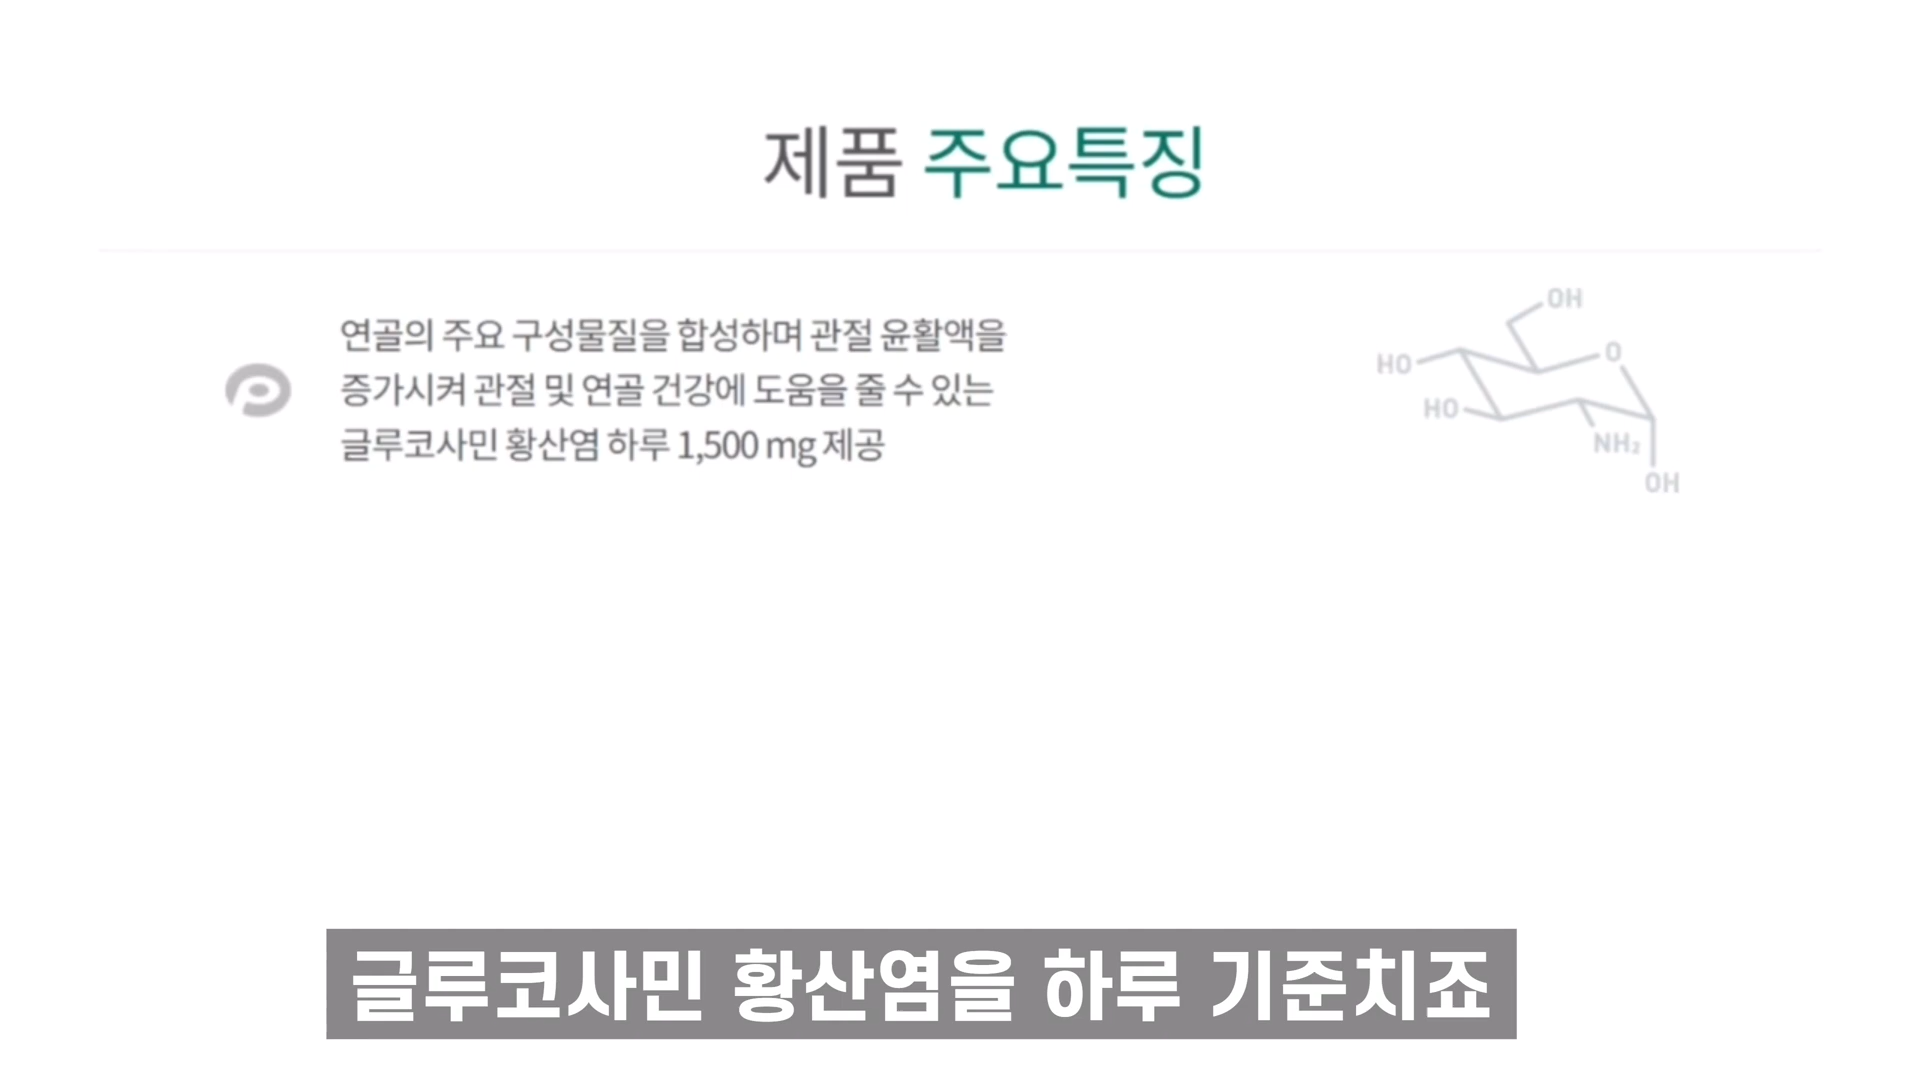 제품 주요특징
연골의 주요 구성물질을 합성하며 관절 윤활액을
증가시켜 관절 및 연골 건강에 도움을 줄 수 있는
글루코사민 황산염 하루 1,500 mg 제공
OH
HO
O
HO
NH₂
OH
글루코사민 황산염을 하루 기준치죠